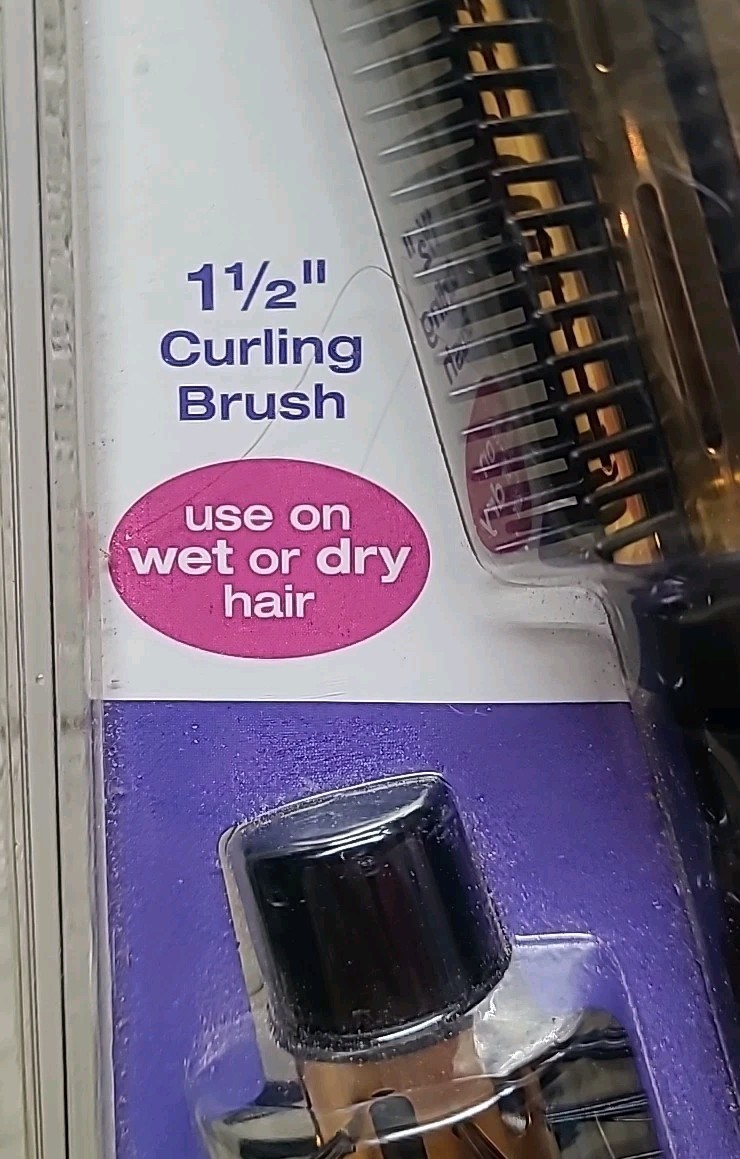 1½"
Curling
Brush
use on
wet or dry
hair